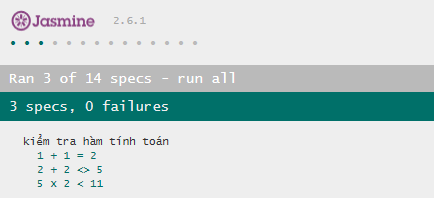 Jasmine 2.6.1
Ran 3 of 14 specs - run all
3 specs, 0 failures
kiểm tra hàm tính toán
1 + 1 = 2
2 + 2 <> 5
5 x 2 < 11